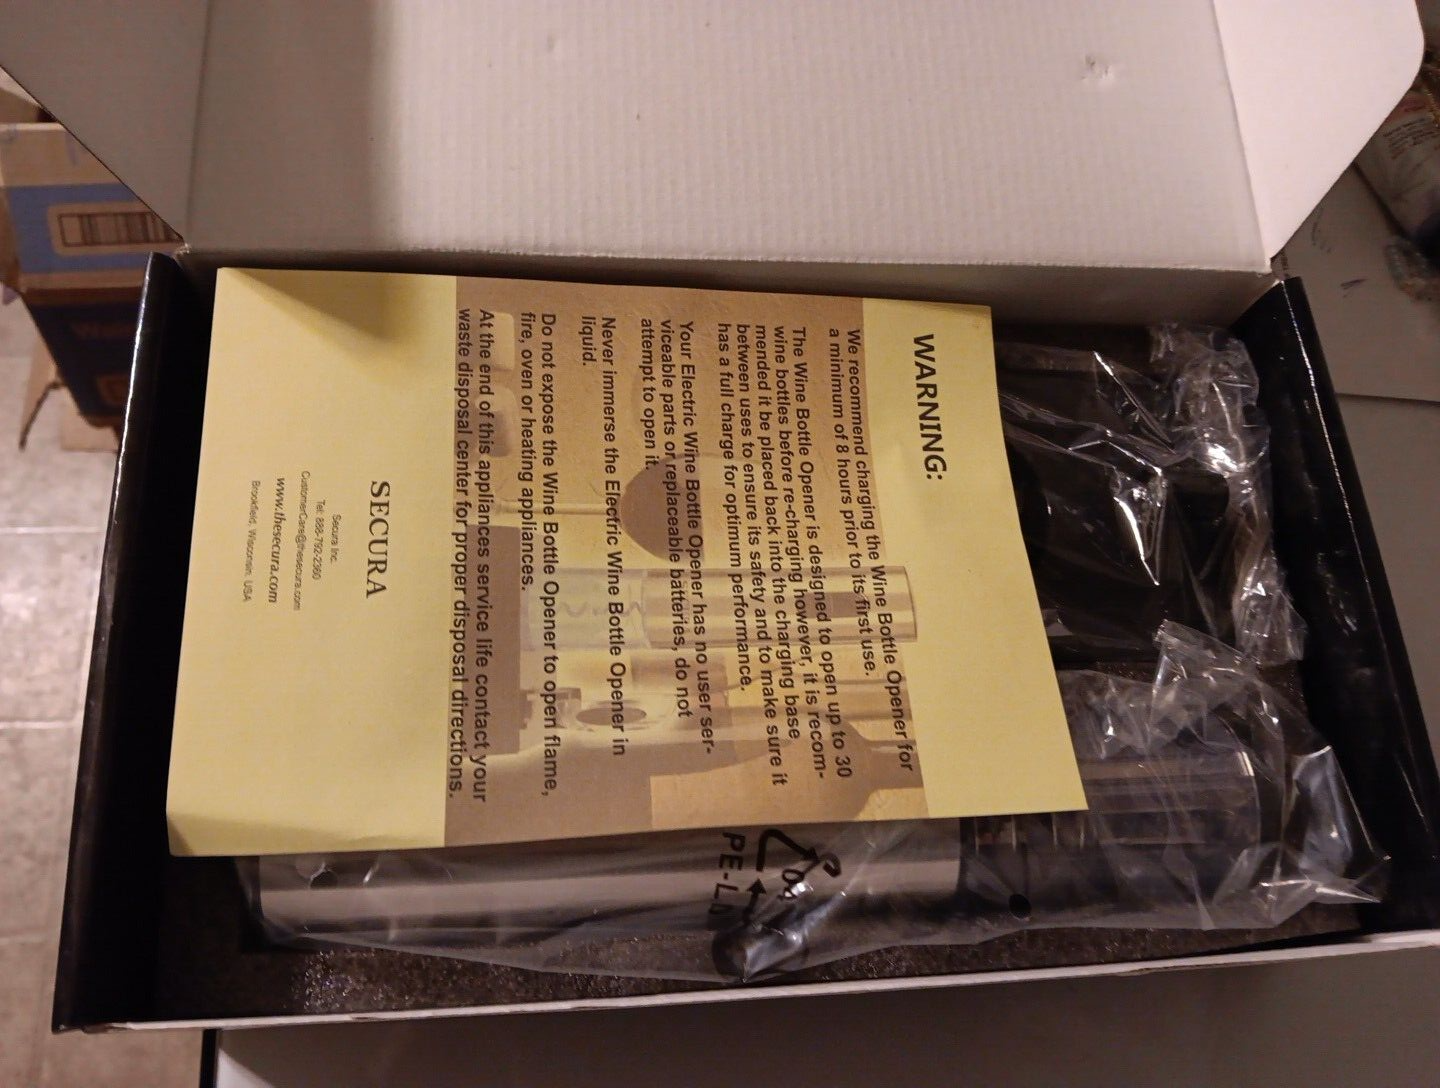 WARNING:
We recommend charging the Wine Bottle Opener for
a minimum of 8 hours prior to its first use.
The Wine Bottle Opener is designed to open up to 30
wine bottles before re-charging however, it is recom-
mended it be placed back into the charging base
between uses to ensure its safety and to make sure it
has a full charge for optimum performance.
Your Electric Wine Bottle Opener has no user ser-
viceable parts or replaceable batteries, do not
attempt to open it.
Never immerse the Electric Wine Bottle Opener in
liquid.
Do not expose the Wine Bottle Opener to open flame,
fire, oven or heating appliances.
At the end of this appliances service life contact your
waste disposal center for proper disposal directions.
SECURA
Secura Inc.
Tel: 888-792-2360
CustomerCare@thesecura.com
www.thesecura.com
Brookfield, Wisconsin, USA
PE-LD